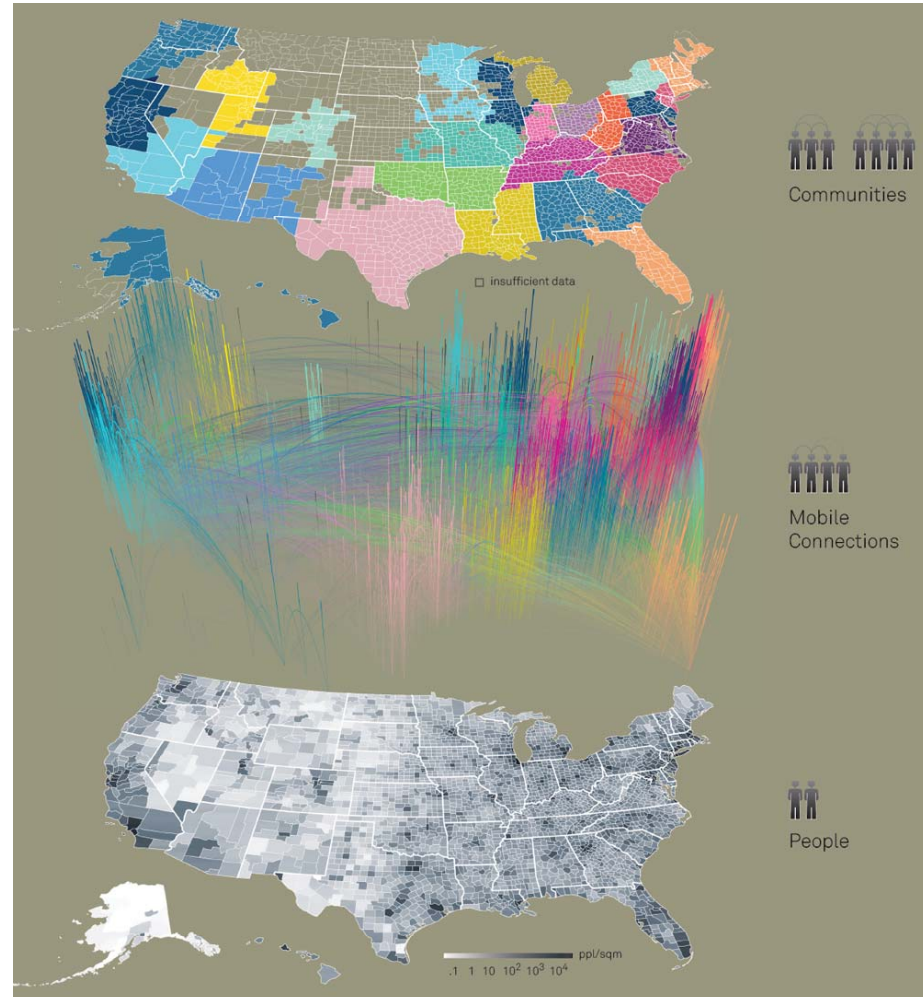 Communities
insufficient data
Mobile
Connections
People
ppl/sqm
.1 1 10 10² 10³ 10⁴